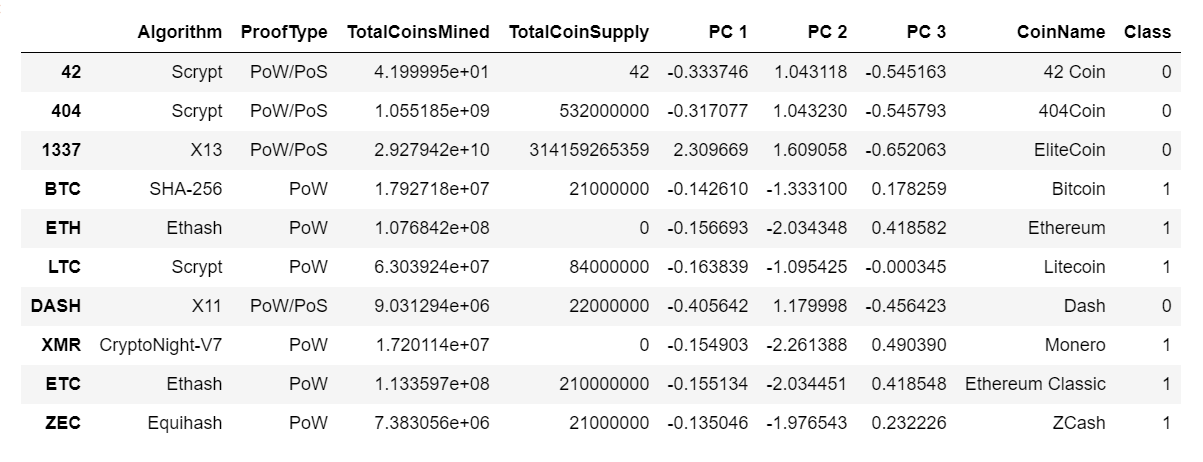 Algorithm ProofType TotalCoinsMined TotalCoinSupply PC 1 PC 2 PC 3 CoinName Class
42 Scrypt PoW/PoS 4.199995e+01 42 -0.333746 1.043118 -0.545163 42 Coin 0
404 Scrypt PoW/PoS 1.055185e+09 532000000 -0.317077 1.043230 -0.545793 404Coin 0
1337 X13 PoW/PoS 2.927942e+10 314159265359 2.309669 1.609058 -0.652063 EliteCoin 0
BTC SHA-256 PoW 1.792718e+07 21000000 -0.142610 -1.333100 0.178259 Bitcoin 1
ETH Ethash PoW 1.076842e+08 0 -0.156693 -2.034348 0.418582 Ethereum 1
LTC Scrypt PoW 6.303924e+07 84000000 -0.163839 -1.095425 -0.000345 Litecoin 1
DASH X11 PoW/PoS 9.031294e+06 22000000 -0.405642 1.179998 -0.456423 Dash 0
XMR CryptoNight-V7 PoW 1.720114e+07 0 -0.154903 -2.261388 0.490390 Monero 1
ETC Ethash PoW 1.133597e+08 210000000 -0.155134 -2.034451 0.418548 Ethereum Classic 1
ZEC Equihash PoW 7.383056e+06 21000000 -0.135046 -1.976543 0.232226 ZCash 1